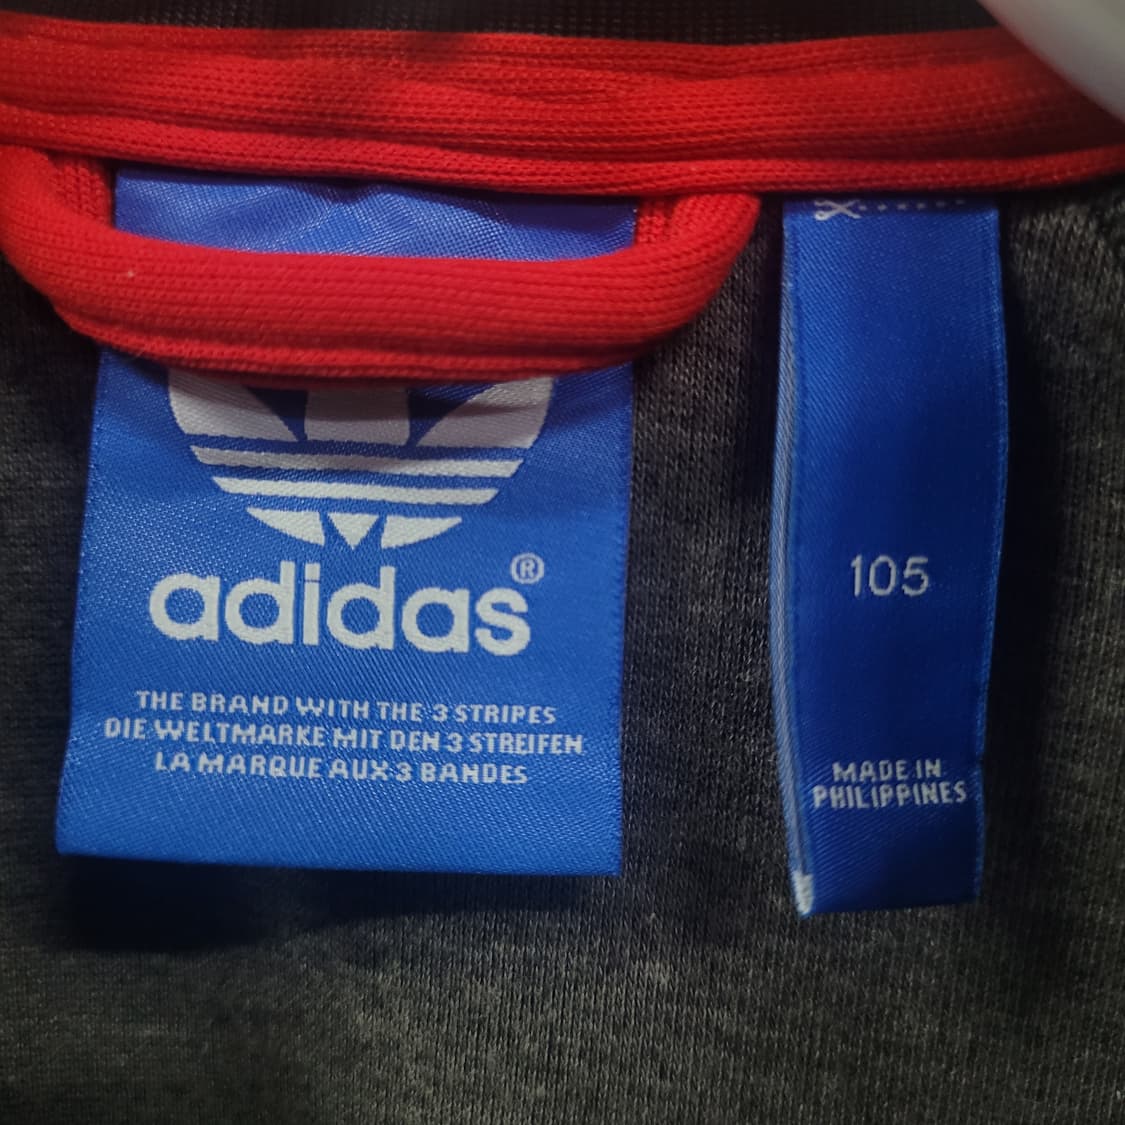 adidas®
THE BRAND WITH THE 3 STRIPES
DIE WELTMARKE MIT DEN 3 STREIFEN
LA MARQUE AUX 3 BANDES
105
MADE IN
PHILIPPINES